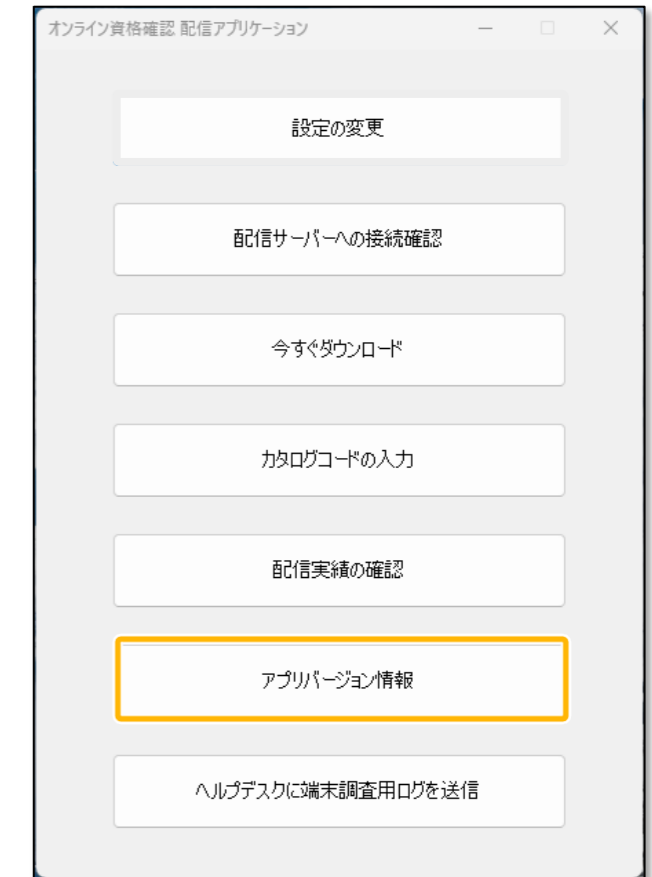 オンライン資格確認 配信アプリケーション
設定の変更
配信サーバーへの接続確認
今すぐダウンロード
カタログコードの入力
配信実績の確認
アプリバージョン情報
ヘルプデスクに端末調査用ログを送信